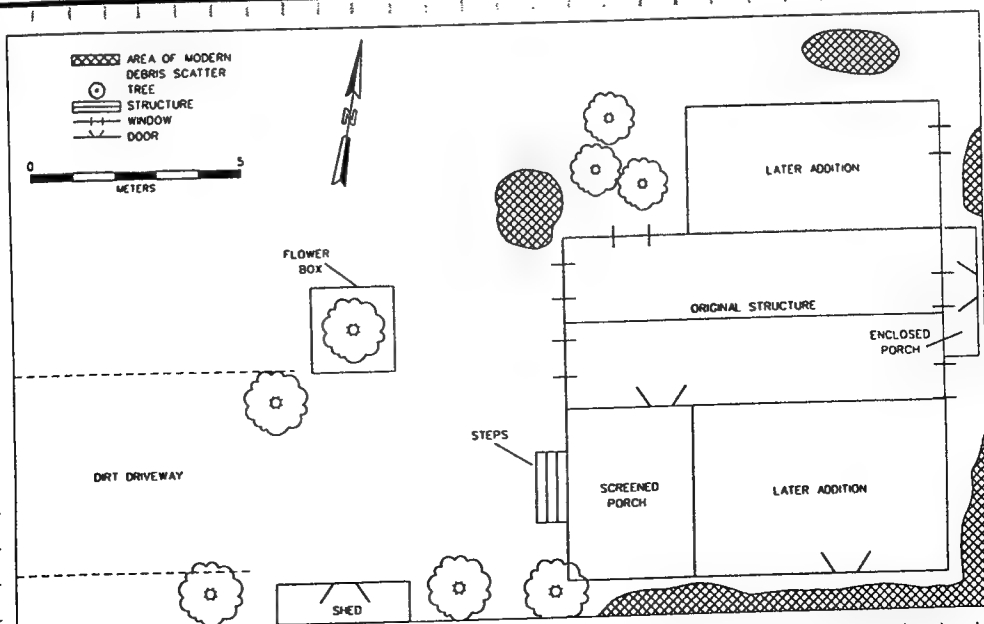 AREA OF MODERN
DEBRIS SCATTER
TREE
STRUCTURE
WINDOW
DOOR
0 5
METERS
N
LATER ADDITION
FLOWER
BOX
ORIGINAL STRUCTURE
ENCLOSED
PORCH
STEPS
DIRT DRIVEWAY
SCREENED
PORCH
LATER ADDITION
SHED